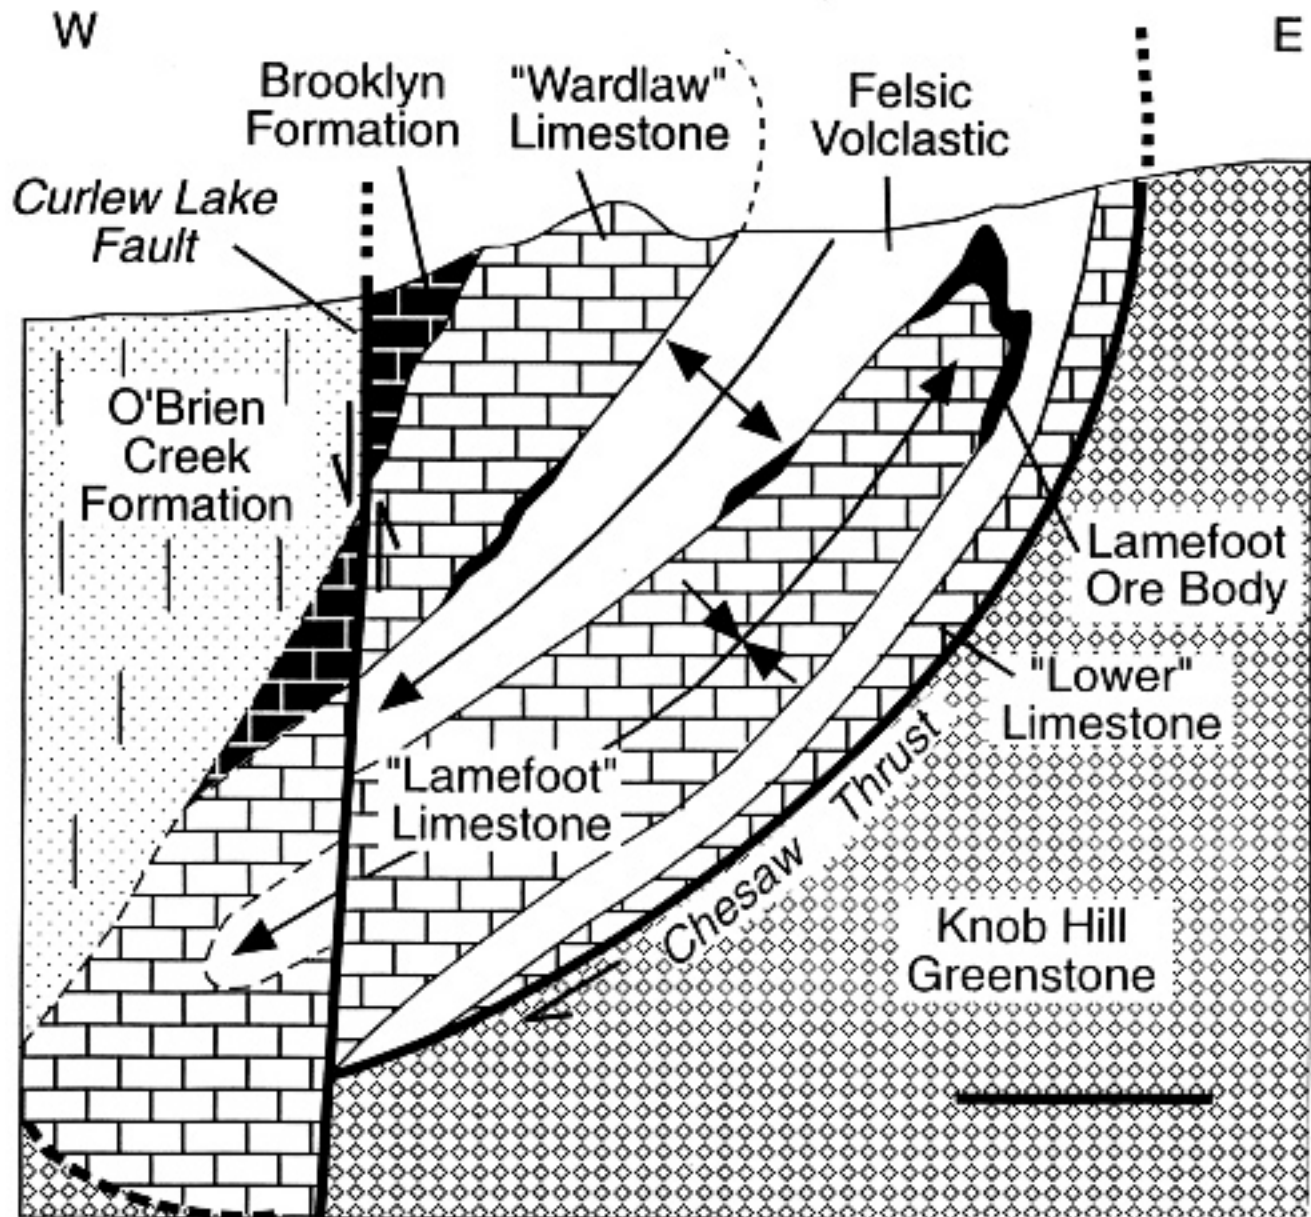 W
E
Brooklyn
Formation
"Wardlaw"
Limestone
Felsic
Volclastic
Curlew Lake
Fault
O'Brien
Creek
Formation
Lamefoot
Ore Body
"Lower"
Limestone
"Lamefoot"
Limestone
Chesaw Thrust
Knob Hill
Greenstone